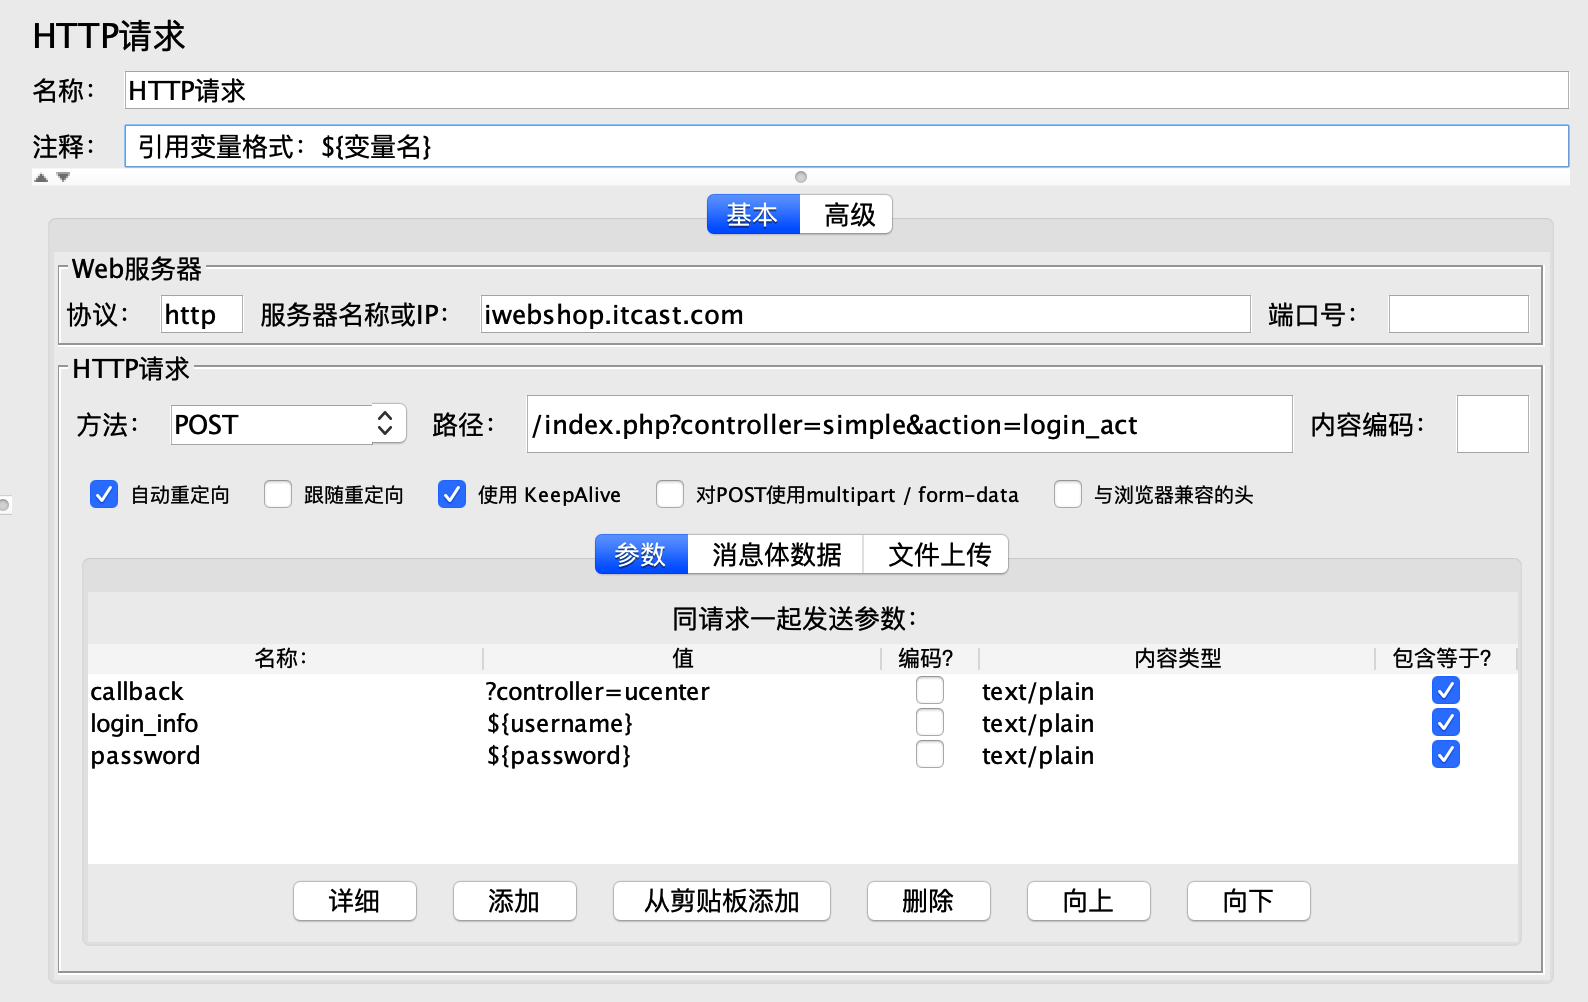 HTTP请求
名称： HTTP请求
注释： 引用变量格式：${变量名}
基本 高级
Web服务器
协议： http 服务器名称或IP： iwebshop.itcast.com 端口号：
HTTP请求
方法： POST 路径： /index.php?controller=simple&action=login_act 内容编码：
自动重定向 跟随重定向 使用 KeepAlive 对POST使用multipart / form-data 与浏览器兼容的头
参数 消息体数据 文件上传
同请求一起发送参数：
名称： 值 编码? 内容类型 包含等于?
callback ?controller=ucenter text/plain
login_info ${username} text/plain
password ${password} text/plain
详细 添加 从剪贴板添加 删除 向上 向下